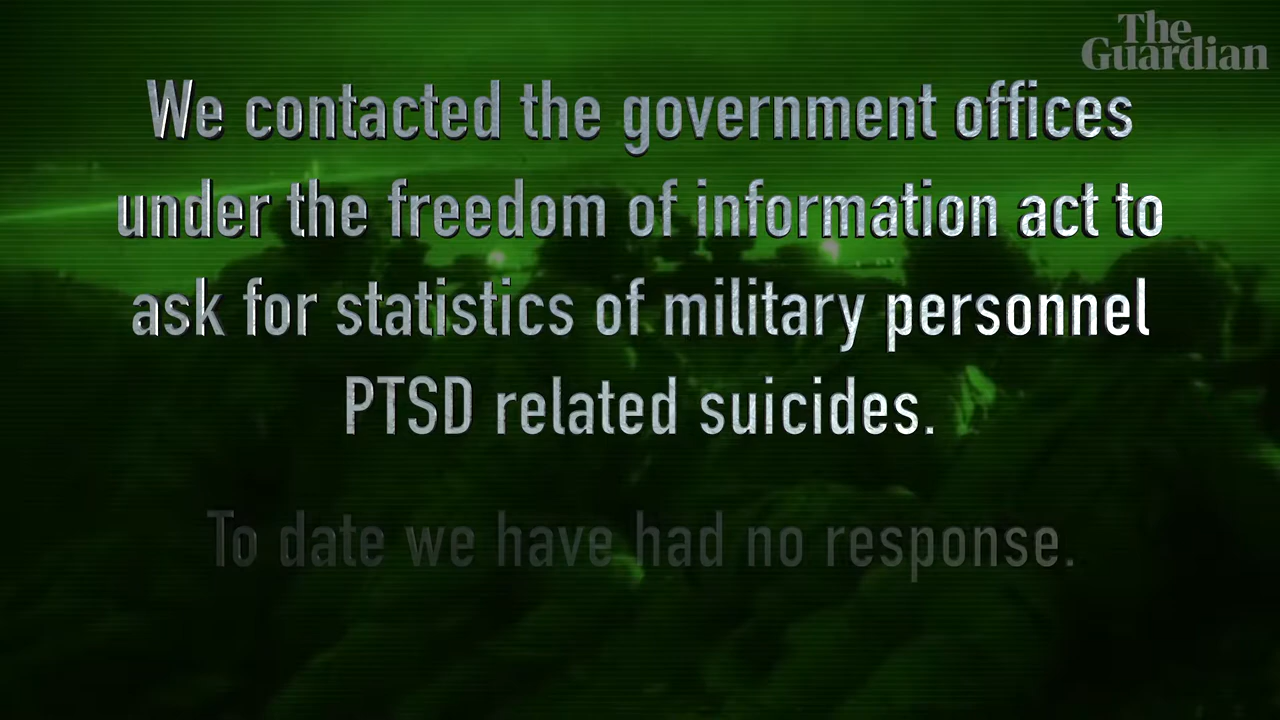 The
Guardian
We contacted the government offices
under the freedom of information act to
ask for statistics of military personnel
PTSD related suicides.
To date we have had no response.